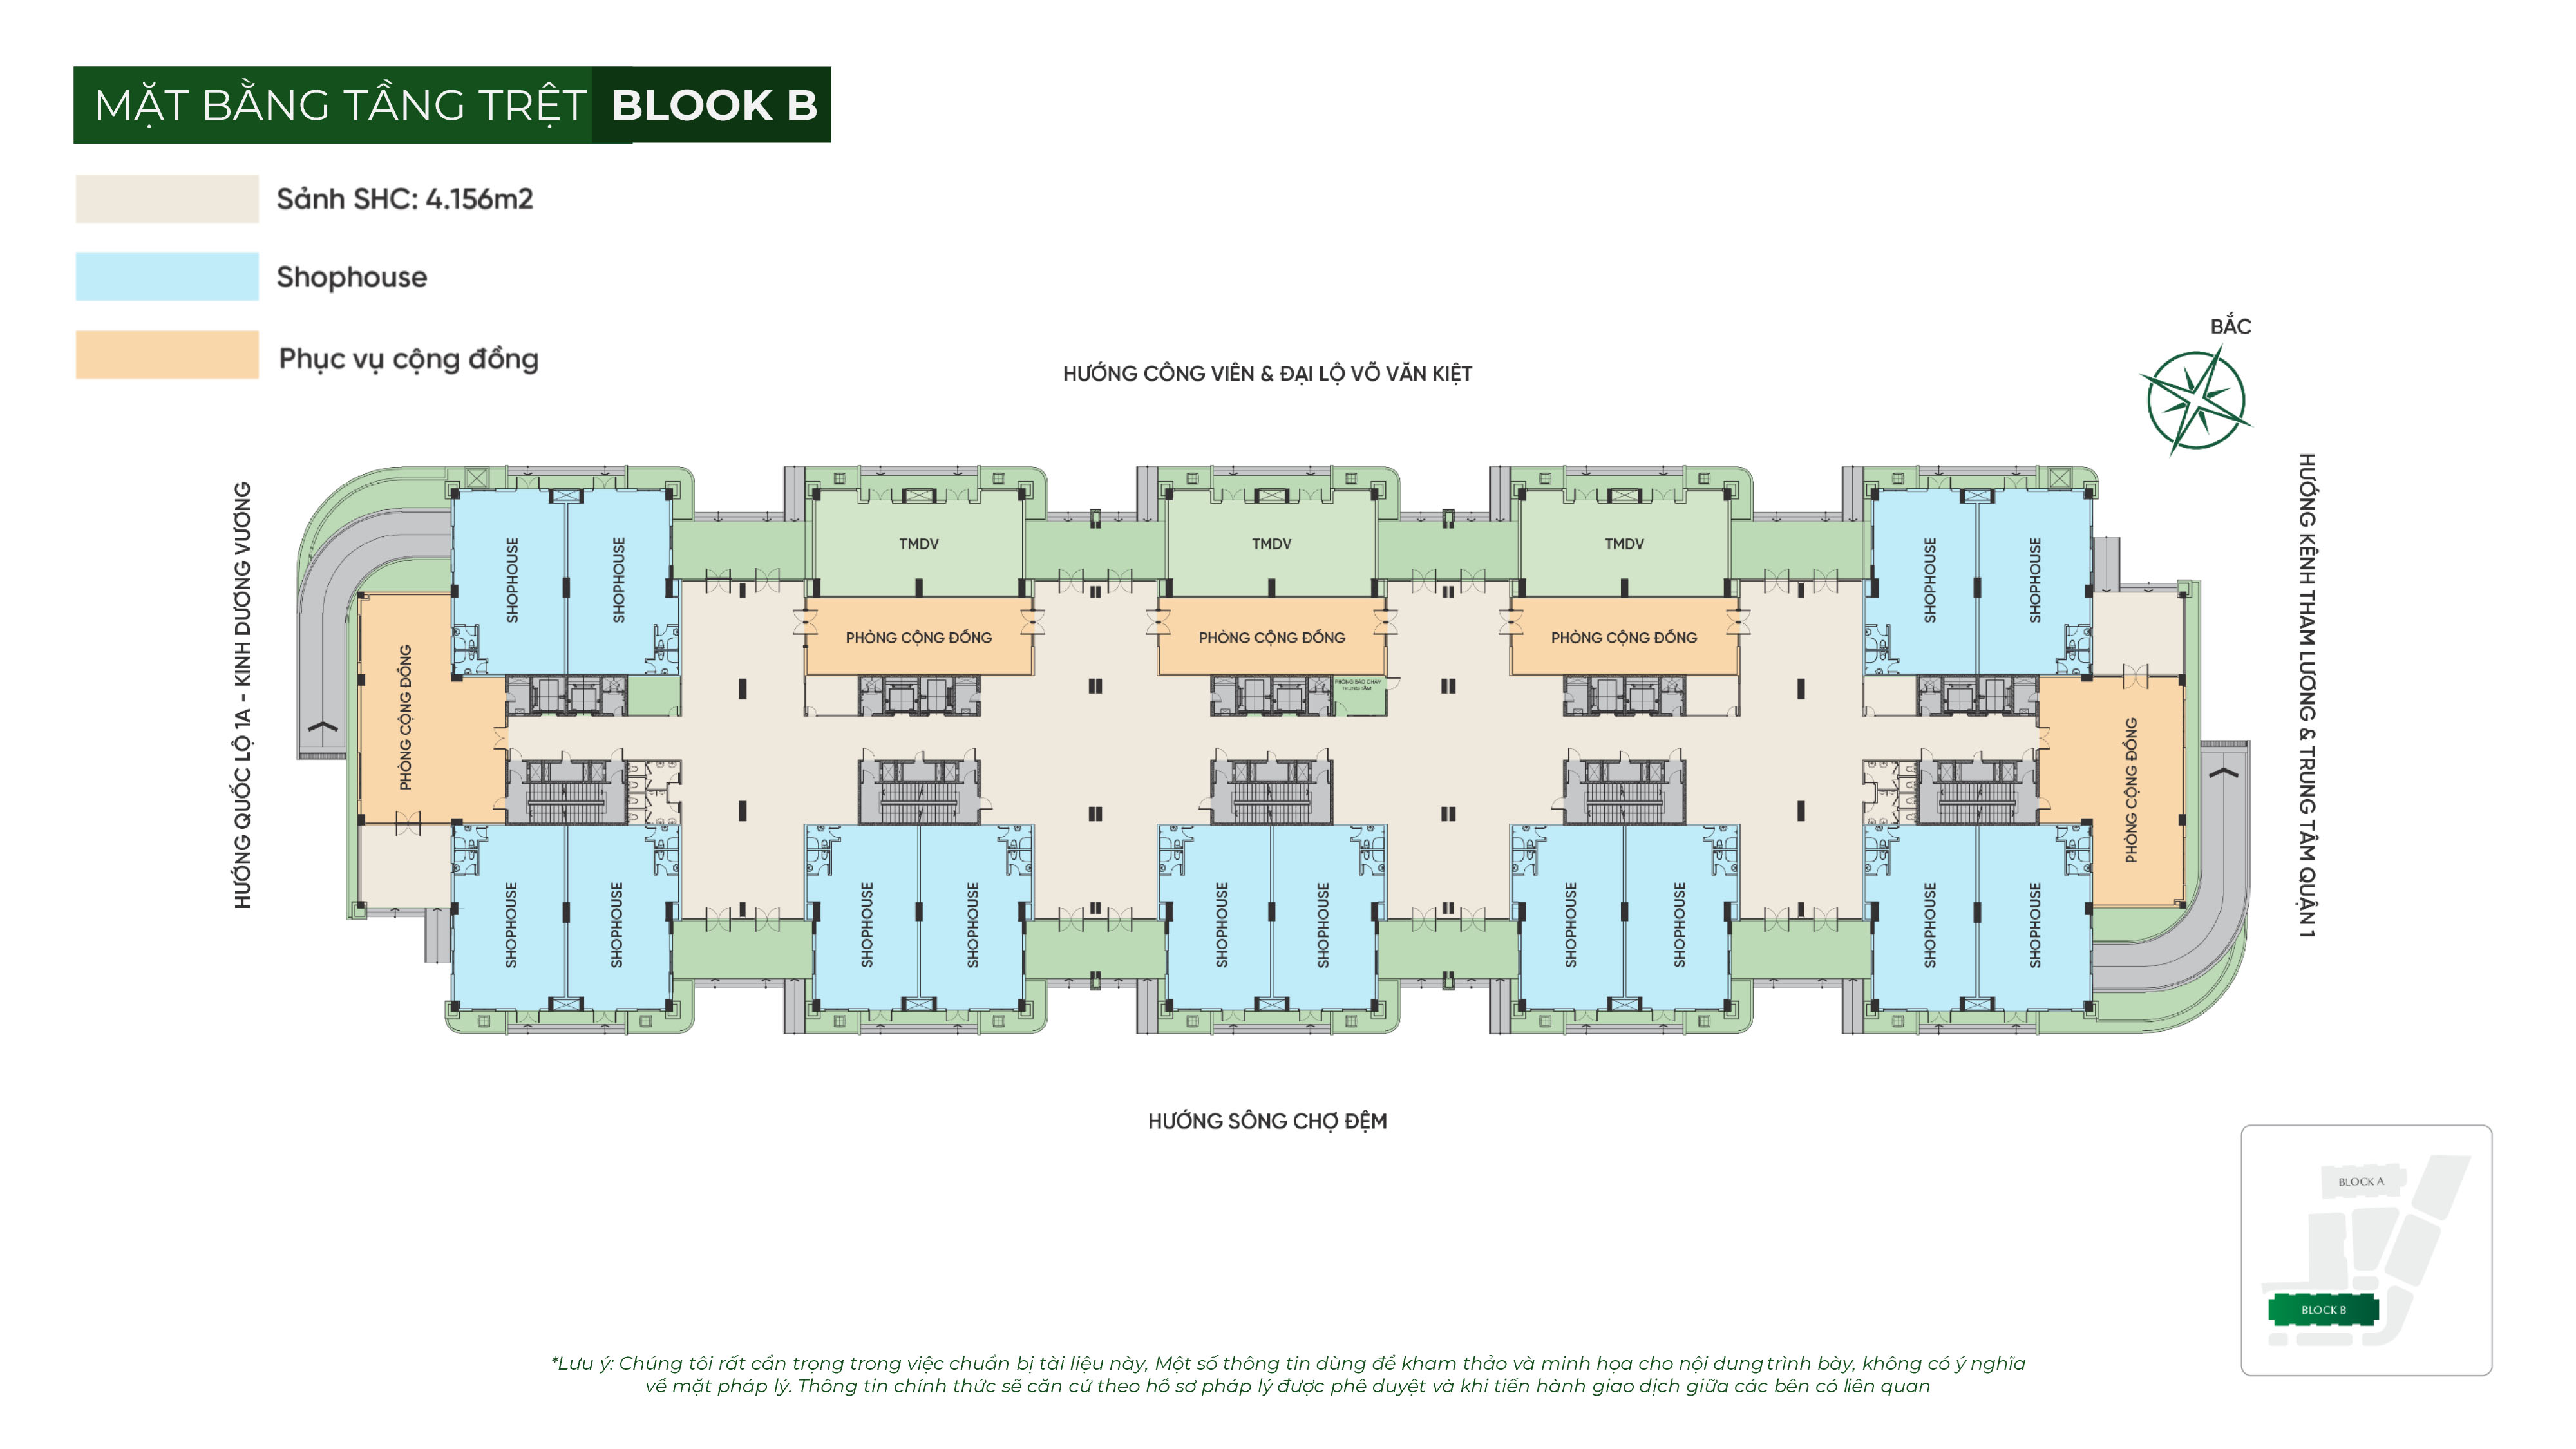 MẶT BẰNG TẦNG TRỆT BLOOK B
Sảnh SHC: 4.156m2
Shophouse
Phục vụ cộng đồng
BẮC
HƯỚNG CÔNG VIÊN & ĐẠI LỘ VÕ VĂN KIỆT
HƯỚNG QUỐC LỘ 1A - KINH DƯƠNG VƯƠNG
HƯỚNG KÊNH THAM LƯƠNG & TRUNG TÂM QUẬN 1
SHOPHOUSE
SHOPHOUSE
TMDV
TMDV
TMDV
SHOPHOUSE
SHOPHOUSE
PHÒNG CỘNG ĐỒNG
PHÒNG CỘNG ĐỒNG
PHÒNG CỘNG ĐỒNG
PHÒNG CỘNG ĐỒNG
PHÒNG BÁO CHÁY
TRUNG TÂM
PHÒNG CỘNG ĐỒNG
SHOPHOUSE
SHOPHOUSE
SHOPHOUSE
SHOPHOUSE
SHOPHOUSE
SHOPHOUSE
SHOPHOUSE
SHOPHOUSE
SHOPHOUSE
SHOPHOUSE
HƯỚNG SÔNG CHỢ ĐỆM
BLOCK A
BLOCK B
*Lưu ý: Chúng tôi rất cẩn trọng trong việc chuẩn bị tài liệu này, Một số thông tin dùng để kham thảo và minh họa cho nội dung trình bày, không có ý nghĩa
về mặt pháp lý. Thông tin chính thức sẽ căn cứ theo hồ sơ pháp lý được phê duyệt và khi tiến hành giao dịch giữa các bên có liên quan